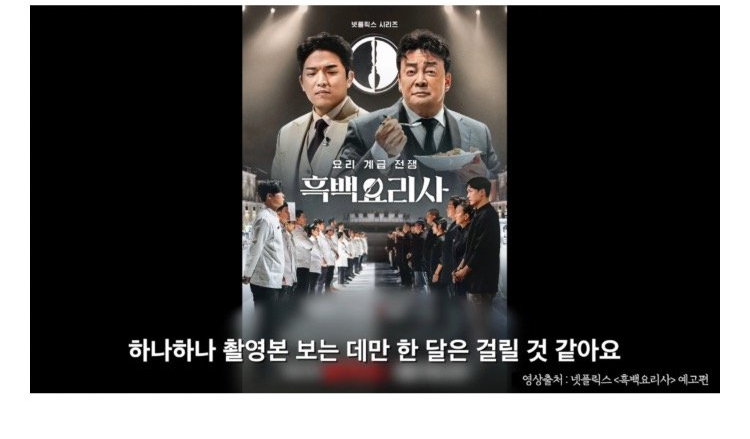 넷플릭스 시리즈
요리 계급 전쟁
흑백요리사
하나하나 촬영본 보는 데만 한 달은 걸릴 것 같아요
영상출처 : 넷플릭스 <흑백요리사> 예고편